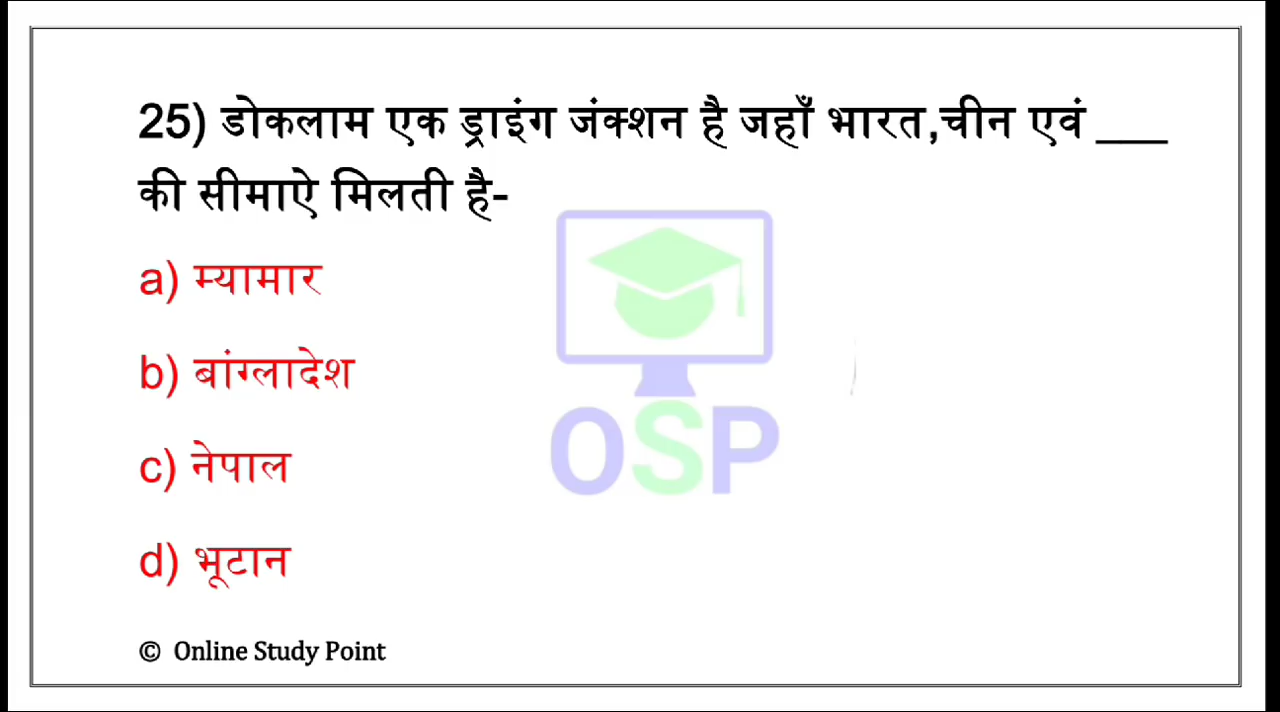 25) डोकलाम एक ड्राइंग जंक्शन है जहाँ भारत,चीन एवं ___
की सीमाऐ मिलती है-
a) म्यामार
b) बांग्लादेश
c) नेपाल
d) भूटान
OSP
© Online Study Point